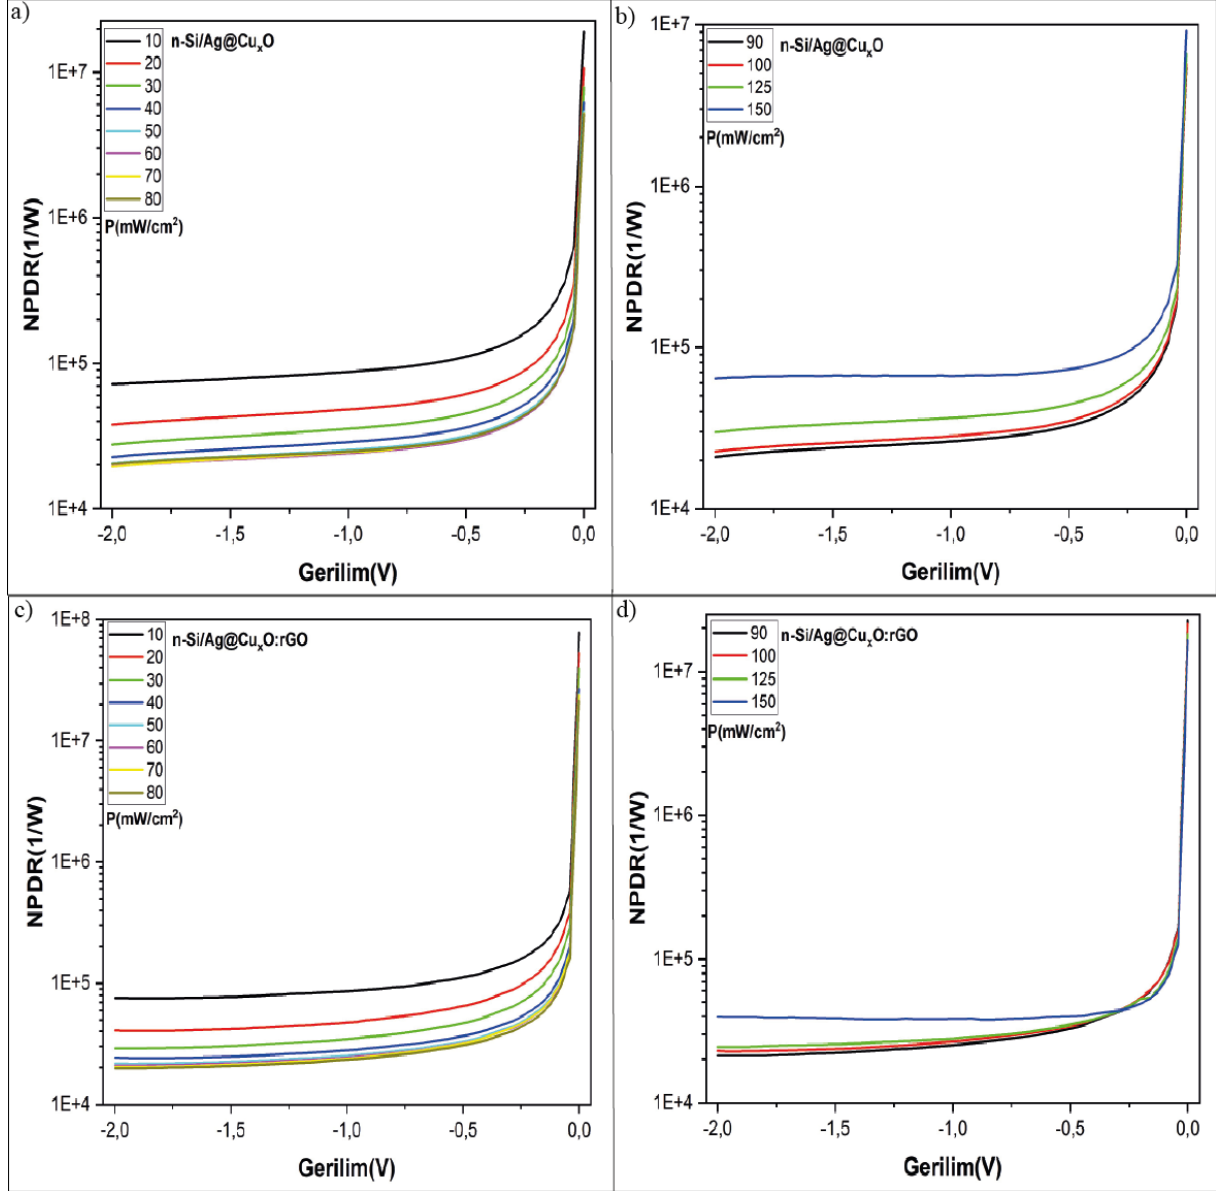 a)
10 n-Si/Ag@CuxO
20
30
40
50
60
70
80
P(mW/cm²)
1E+7
1E+6
1E+5
1E+4
NPDR(1/W)
-2,0 -1,5 -1,0 -0,5 0,0
Gerilim(V)
b)
90 n-Si/Ag@CuxO
100
125
150
P(mW/cm²)
1E+7
1E+6
1E+5
1E+4
NPDR(1/W)
-2,0 -1,5 -1,0 -0,5 0,0
Gerilim(V)
c)
10 n-Si/Ag@CuxO:rGO
20
30
40
50
60
70
80
P(mW/cm²)
1E+8
1E+7
1E+6
1E+5
1E+4
NPDR(1/W)
-2,0 -1,5 -1,0 -0,5 0,0
Gerilim(V)
d)
90 n-Si/Ag@CuxO:rGO
100
125
150
P(mW/cm²)
1E+7
1E+6
1E+5
1E+4
NPDR(1/W)
-2,0 -1,5 -1,0 -0,5 0,0
Gerilim(V)